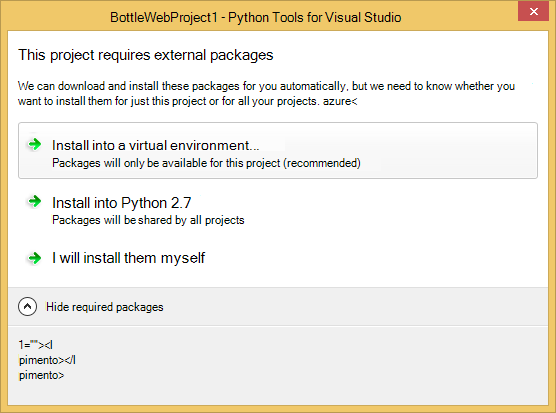 BottleWebProject1 - Python Tools for Visual Studio
This project requires external packages
We can download and install these packages for you automatically, but we need to know whether you
want to install them for just this project or for all your projects. azure<
Install into a virtual environment...
Packages will only be available for this project (recommended)
Install into Python 2.7
Packages will be shared by all projects
I will install them myself
Hide required packages
1=""><l
pimento></l
pimento>